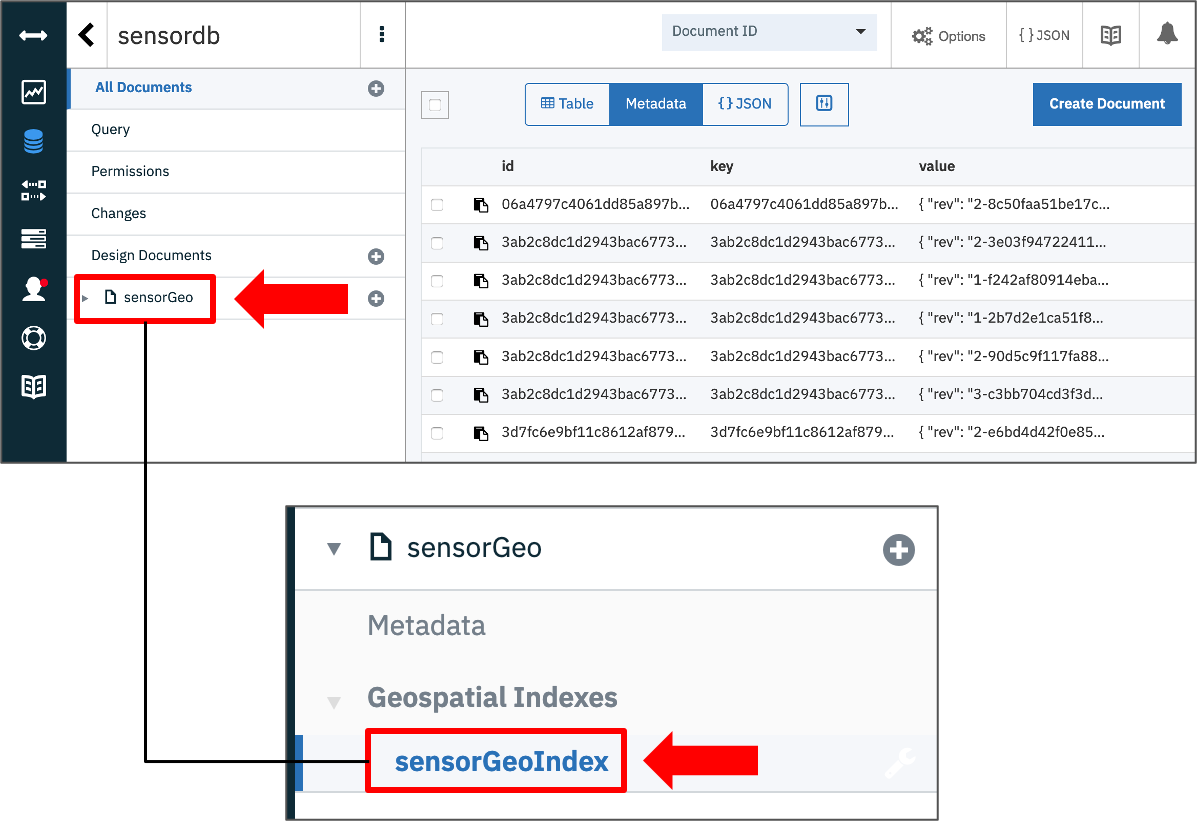 sensordb
Document ID
Options
{ } JSON
All Documents
Query
Permissions
Changes
Design Documents
sensorGeo
Table
Metadata
{ } JSON
Create Document
id key value
06a4797c4061dd85a897b... 06a4797c4061dd85a897b... { "rev": "2-8c50faa51be17c...
3ab2c8dc1d2943bac6773... 3ab2c8dc1d2943bac6773... { "rev": "2-3e03f94722411...
3ab2c8dc1d2943bac6773... 3ab2c8dc1d2943bac6773... { "rev": "1-f242af80914eba...
3ab2c8dc1d2943bac6773... 3ab2c8dc1d2943bac6773... { "rev": "1-2b7d2e1ca51f8...
3ab2c8dc1d2943bac6773... 3ab2c8dc1d2943bac6773... { "rev": "2-90d5c9f117fa88...
3ab2c8dc1d2943bac6773... 3ab2c8dc1d2943bac6773... { "rev": "3-c3bb704cd3f3d...
3d7fc6e9bf11c8612af879... 3d7fc6e9bf11c8612af879... { "rev": "2-e6bd4d42f0e85...
sensorGeo
Metadata
Geospatial Indexes
sensorGeoIndex